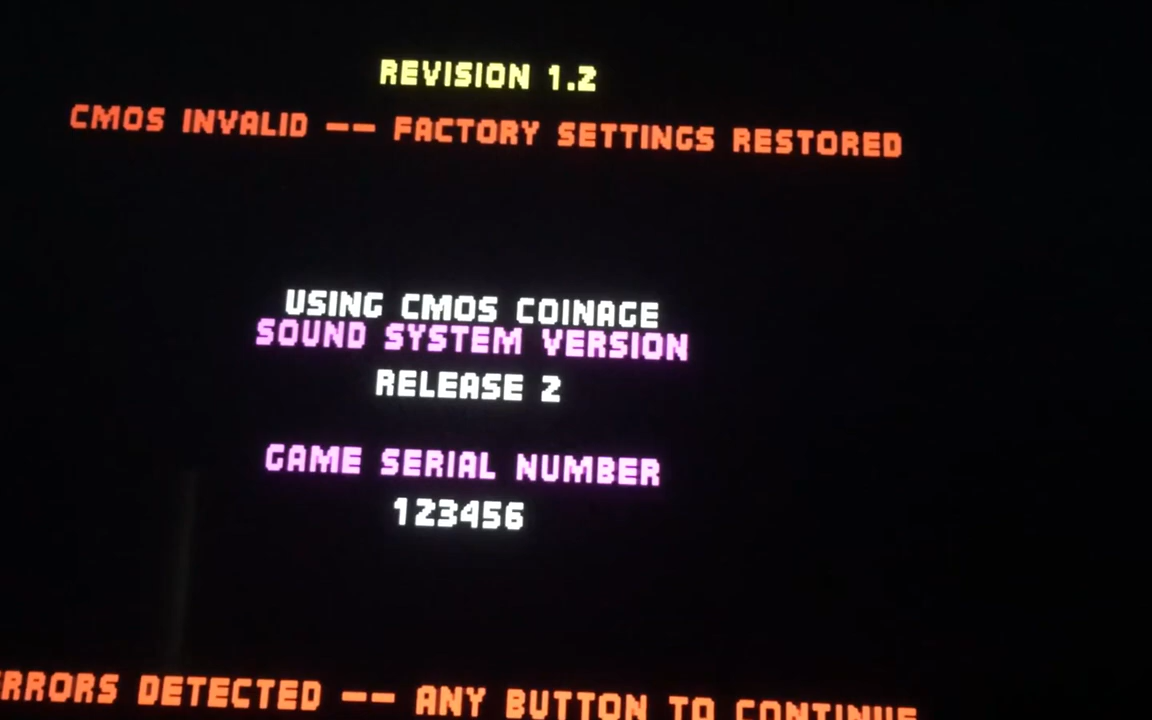 REVISION 1.2
CMOS INVALID -- FACTORY SETTINGS RESTORED
USING CMOS COINAGE
SOUND SYSTEM VERSION
RELEASE 2
GAME SERIAL NUMBER
123456
ERRORS DETECTED -- ANY BUTTON TO CONTINUE